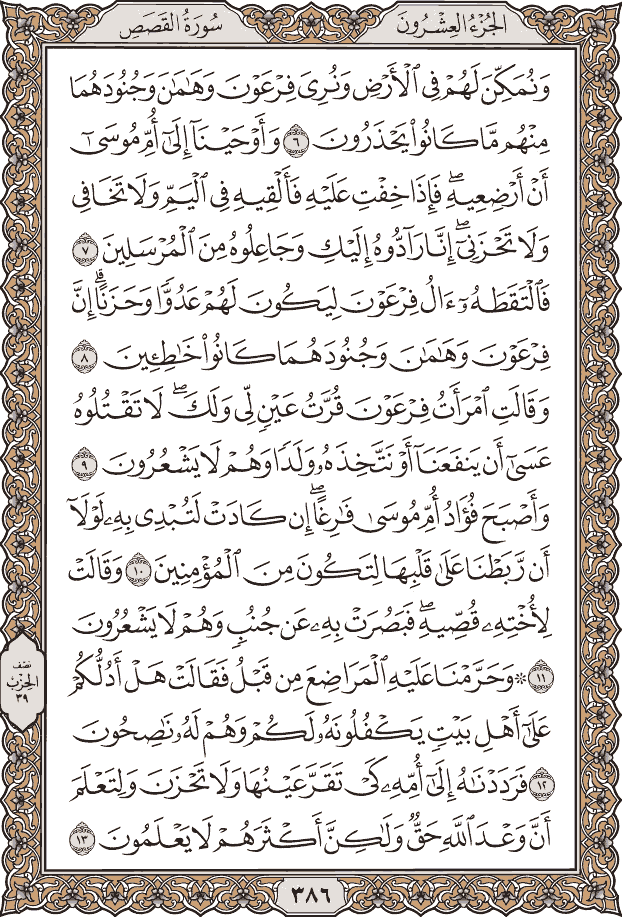 الجُزْءُ العِشْرُونَ
سُورَةُ القَصَصِ
وَنُمَكِّنَ لَهُمْ فِي ٱلْأَرْضِ وَنُرِيَ فِرْعَوْنَ وَهَٰمَٰنَ وَجُنُودَهُمَا
مِنْهُم مَّا كَانُوا۟ يَحْذَرُونَ ٦ وَأَوْحَيْنَآ إِلَىٰٓ أُمِّ مُوسَىٰٓ
أَنْ أَرْضِعِيهِ ۖ فَإِذَا خِفْتِ عَلَيْهِ فَأَلْقِيهِ فِي ٱلْيَمِّ وَلَا تَخَافِي
وَلَا تَحْزَنِيٓ ۖ إِنَّا رَآدُّوهُ إِلَيْكِ وَجَاعِلُوهُ مِنَ ٱلْمُرْسَلِينَ ٧
فَٱلْتَقَطَهُۥٓ ءَالُ فِرْعَوْنَ لِيَكُونَ لَهُمْ عَدُوًّا وَحَزَنًا ۗ إِنَّ
فِرْعَوْنَ وَهَٰمَٰنَ وَجُنُودَهُمَا كَانُوا۟ خَٰطِـِٔينَ ٨
وَقَالَتِ ٱمْرَأَتُ فِرْعَوْنَ قُرَّتُ عَيْنٍ لِّي وَلَكَ ۖ لَا تَقْتُلُوهُ
عَسَىٰٓ أَن يَنفَعَنَآ أَوْ نَتَّخِذَهُۥ وَلَدًا وَهُمْ لَا يَشْعُرُونَ ٩
وَأَصْبَحَ فُؤَادُ أُمِّ مُوسَىٰ فَٰرِغًا ۖ إِن كَادَتْ لَتُبْدِي بِهِۦ لَوْلَآ
أَن رَّبَطْنَا عَلَىٰ قَلْبِهَا لِتَكُونَ مِنَ ٱلْمُؤْمِنِينَ ١٠ وَقَالَتْ
لِأُخْتِهِۦ قُصِّيهِ ۖ فَبَصُرَتْ بِهِۦ عَن جُنُبٍ وَهُمْ لَا يَشْعُرُونَ
١١ ۞ وَحَرَّمْنَا عَلَيْهِ ٱلْمَرَاضِعَ مِن قَبْلُ فَقَالَتْ هَلْ أَدُلُّكُمْ
عَلَىٰٓ أَهْلِ بَيْتٍ يَكْفُلُونَهُۥ لَكُمْ وَهُمْ لَهُۥ نَٰصِحُونَ
١٢ فَرَدَدْنَٰهُ إِلَىٰٓ أُمِّهِۦ كَيْ تَقَرَّ عَيْنُهَا وَلَا تَحْزَنَ وَلِتَعْلَمَ
أَنَّ وَعْدَ ٱللَّهِ حَقٌّ وَلَٰكِنَّ أَكْثَرَهُمْ لَا يَعْلَمُونَ ١٣
نصف
الحِزْب
٣٩
٣٨٦